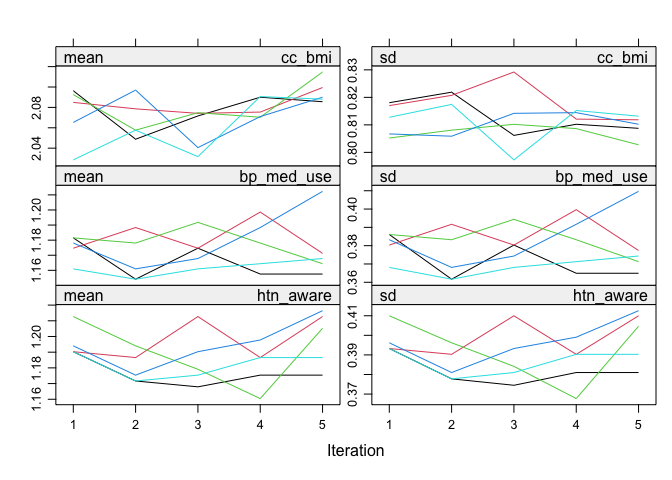 mean cc_bmi
sd cc_bmi
2.04 2.08
0.80 0.81 0.82 0.83
mean bp_med_use
sd bp_med_use
1.16 1.18 1.20
0.36 0.38 0.40
mean htn_aware
sd htn_aware
1.16 1.18 1.20
0.37 0.39 0.41
1 2 3 4 5
1 2 3 4 5
Iteration